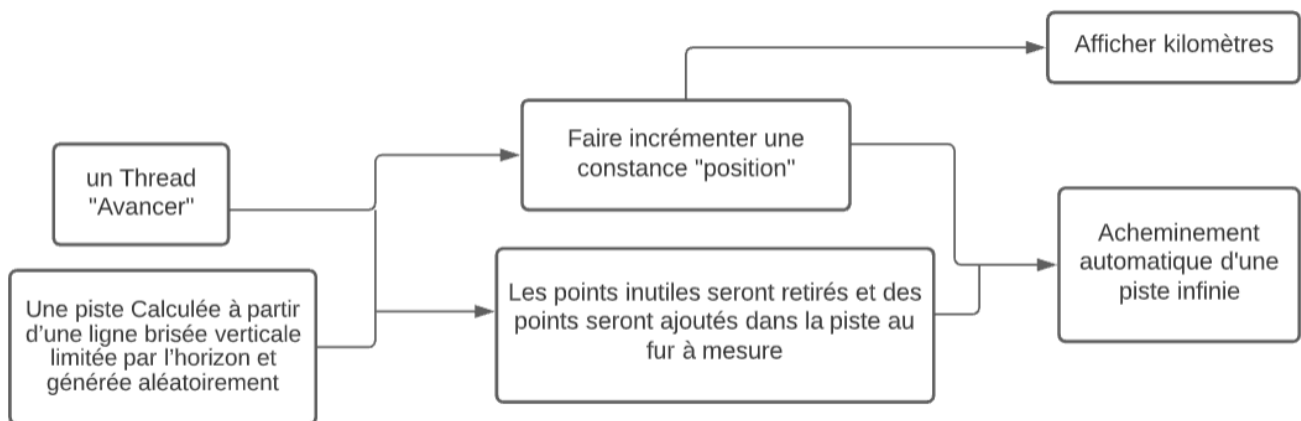 Afficher kilomètres
Faire incrémenter une
constance "position"
un Thread
"Avancer"
Acheminement
automatique d'une
piste infinie
Les points inutiles seront retirés et des
points seront ajoutés dans la piste au
fur à mesure
Une piste Calculée à partir
d’une ligne brisée verticale
limitée par l’horizon et
générée aléatoirement